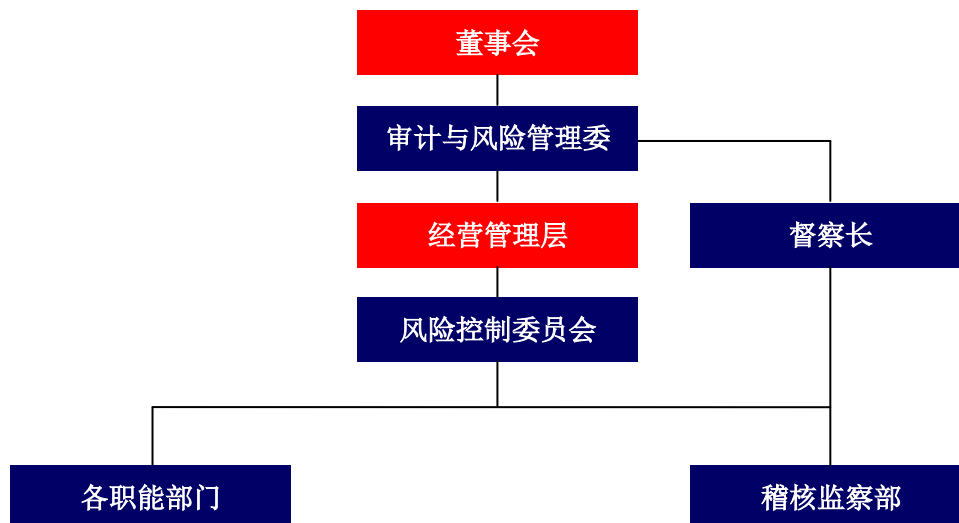 董事会
审计与风险管理委
经营管理层
督察长
风险控制委员会
各职能部门
稽核监察部